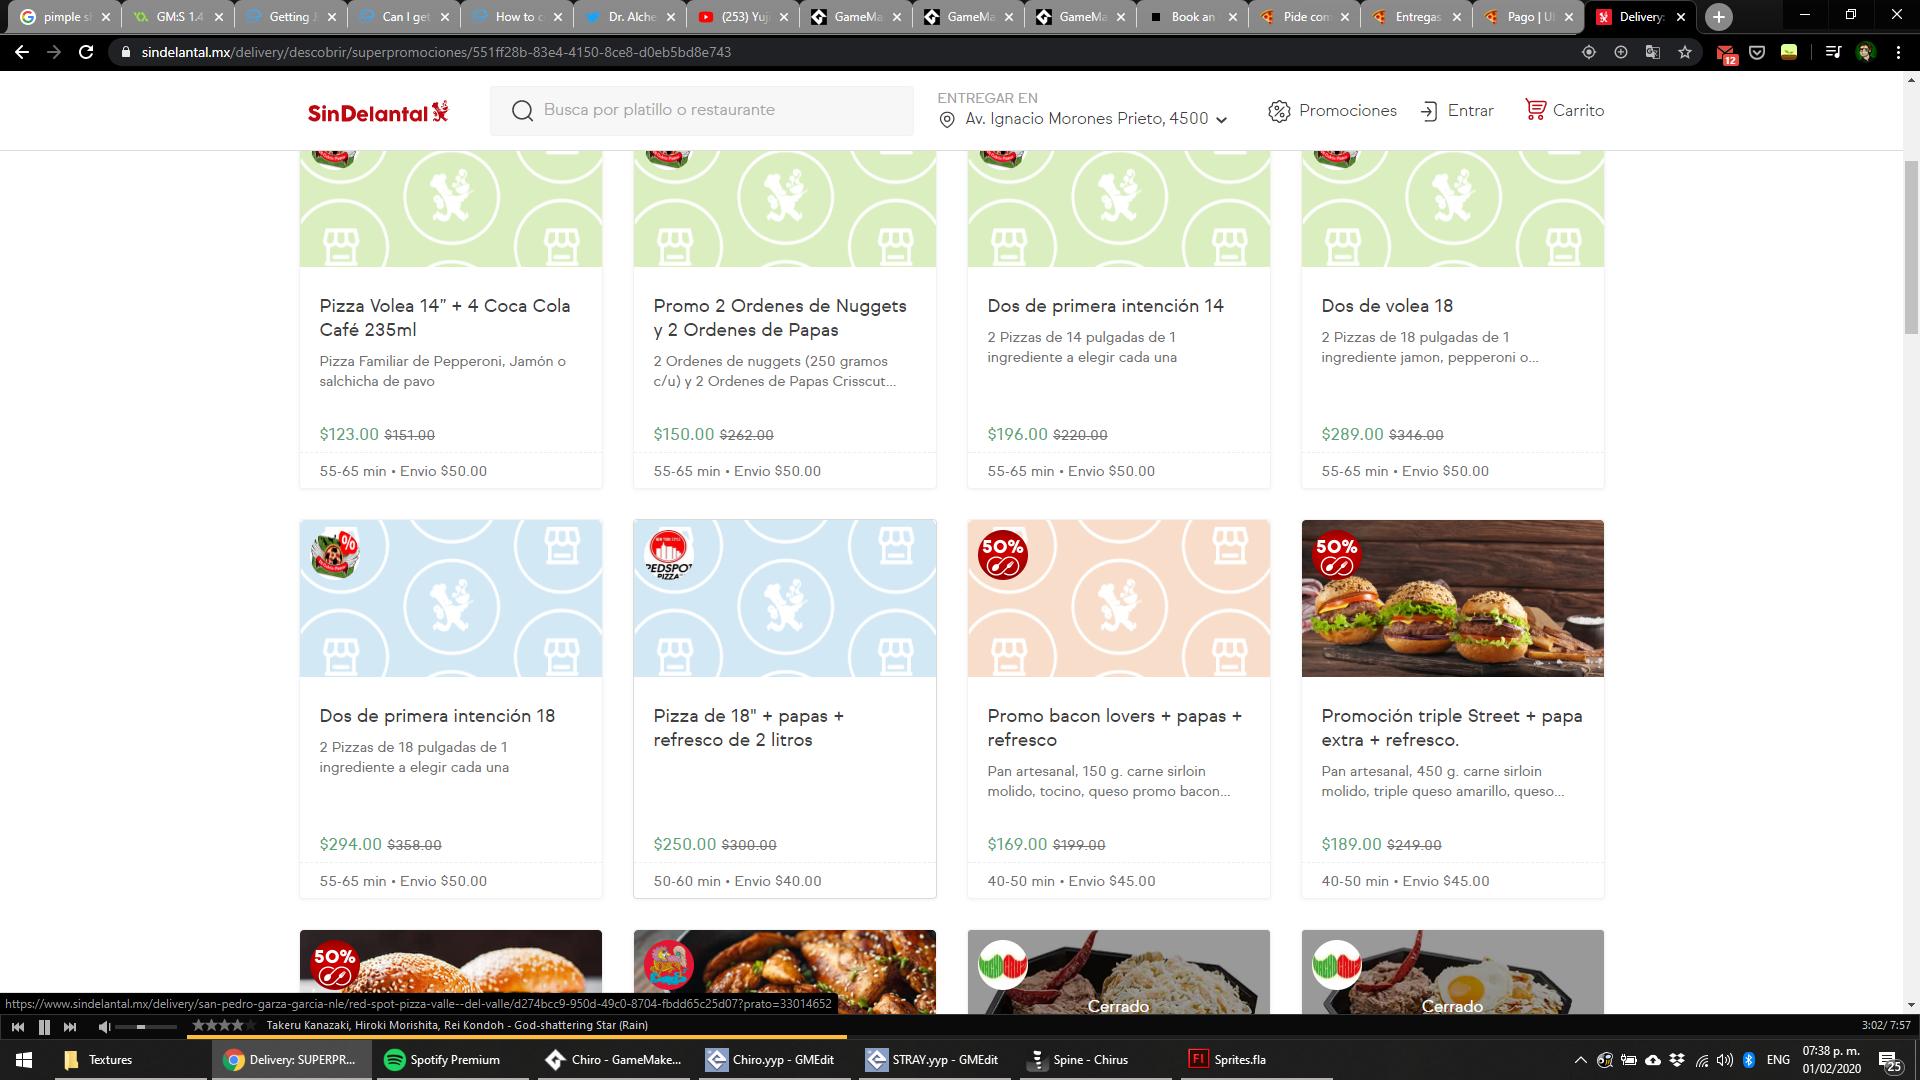 pimple s
GM:S 1.4
Getting
Can I get
How to c
Dr. Alche
(253) Yuj
GameMa
GameMa
GameMa
Book an
Pide con
Entregas
Pago | U
Delivery:
sindelantal.mx/delivery/descobrir/superpromociones/551ff28b-83e4-4150-8ce8-d0eb5bd8e743
12
SinDelantal
Busca por platillo o restaurante
ENTREGAR EN
Av. Ignacio Morones Prieto, 4500
Promociones
Entrar
Carrito
Pizza Volea 14” + 4 Coca Cola
Café 235ml
Pizza Familiar de Pepperoni, Jamón o
salchicha de pavo
$123.00 $151.00
55-65 min • Envio $50.00
Promo 2 Ordenes de Nuggets
y 2 Ordenes de Papas
2 Ordenes de nuggets (250 gramos
c/u) y 2 Ordenes de Papas Crisscut...
$150.00 $262.00
55-65 min • Envio $50.00
Dos de primera intención 14
2 Pizzas de 14 pulgadas de 1
ingrediente a elegir cada una
$196.00 $220.00
55-65 min • Envio $50.00
Dos de volea 18
2 Pizzas de 18 pulgadas de 1
ingrediente jamon, pepperoni o...
$289.00 $346.00
55-65 min • Envio $50.00
%
Dos de primera intención 18
2 Pizzas de 18 pulgadas de 1
ingrediente a elegir cada una
$294.00 $358.00
55-65 min • Envio $50.00
PIZZA
Pizza de 18" + papas +
refresco de 2 litros
$250.00 $300.00
50-60 min • Envio $40.00
50%
Promo bacon lovers + papas +
refresco
Pan artesanal, 150 g. carne sirloin
molido, tocino, queso promo bacon...
$169.00 $199.00
40-50 min • Envio $45.00
50%
Promoción triple Street + papa
extra + refresco.
Pan artesanal, 450 g. carne sirloin
molido, triple queso amarillo, queso...
$189.00 $249.00
40-50 min • Envio $45.00
50%
Cerrado
Cerrado
https://www.sindelantal.mx/delivery/san-pedro-garza-garcia-nle/red-spot-pizza-valle--del-valle/d274bcc9-950d-49c0-8704-fbdd65c25d07?prato=33014652
Takeru Kanazaki, Hiroki Morishita, Rei Kondoh - God-shattering Star (Rain)
3:02/ 7:57
Textures
Delivery: SUPERPR...
Spotify Premium
Chiro - GameMake...
Chiro.yyp - GMEdit
STRAY.yyp - GMEdit
Spine - Chirus
Fl
Sprites.fla
ENG
07:38 p. m.
01/02/2020
25